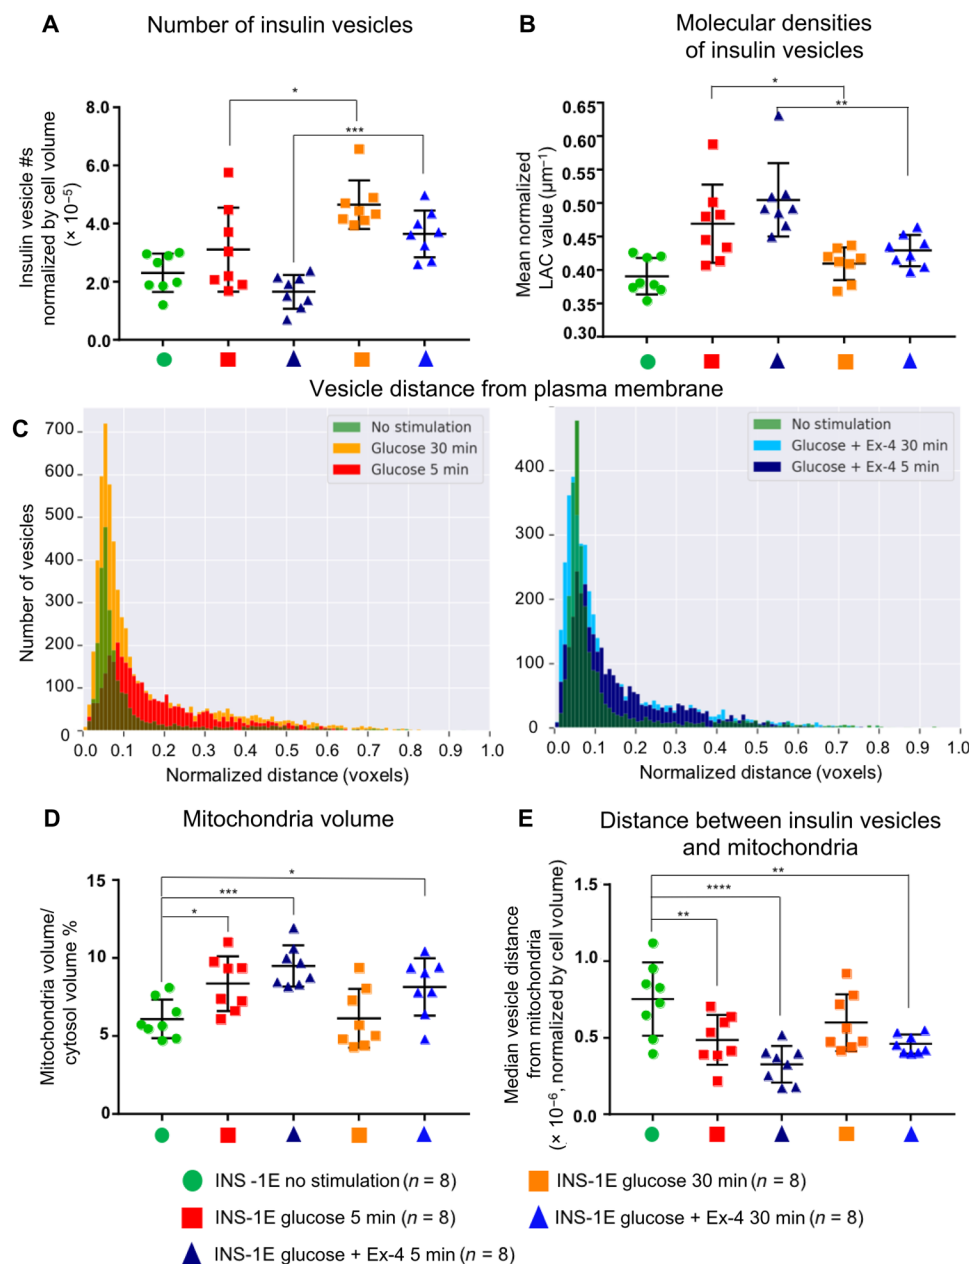 A
Number of insulin vesicles
Insulin vesicle #s
normalized by cell volume
(× 10⁻⁵)
8.0
6.0
4.0
2.0
0.0
*
***
B
Molecular densities
of insulin vesicles
Mean normalized
LAC value (µm⁻¹)
0.65
0.60
0.55
0.50
0.45
0.40
0.35
0.30
*
**
Vesicle distance from plasma membrane
C
Number of vesicles
700
600
500
400
300
200
100
0
No stimulation
Glucose 30 min
Glucose 5 min
0.0 0.1 0.2 0.3 0.4 0.5 0.6 0.7 0.8 0.9 1.0
Normalized distance (voxels)
400
300
200
100
0
No stimulation
Glucose + Ex-4 30 min
Glucose + Ex-4 5 min
0.0 0.1 0.2 0.3 0.4 0.5 0.6 0.7 0.8 0.9 1.0
Normalized distance (voxels)
D
Mitochondria volume
Mitochondria volume/
cytosol volume %
15
10
5
0
*
***
*
E
Distance between insulin vesicles
and mitochondria
Median vesicle distance
from mitochondria
(× 10⁻⁶, normalized by cell volume)
1.5
1.0
0.5
0.0
**
****
**
INS -1E no stimulation (n = 8)
INS-1E glucose 5 min (n = 8)
INS-1E glucose + Ex-4 5 min (n = 8)
INS-1E glucose 30 min (n = 8)
INS-1E glucose + Ex-4 30 min (n = 8)